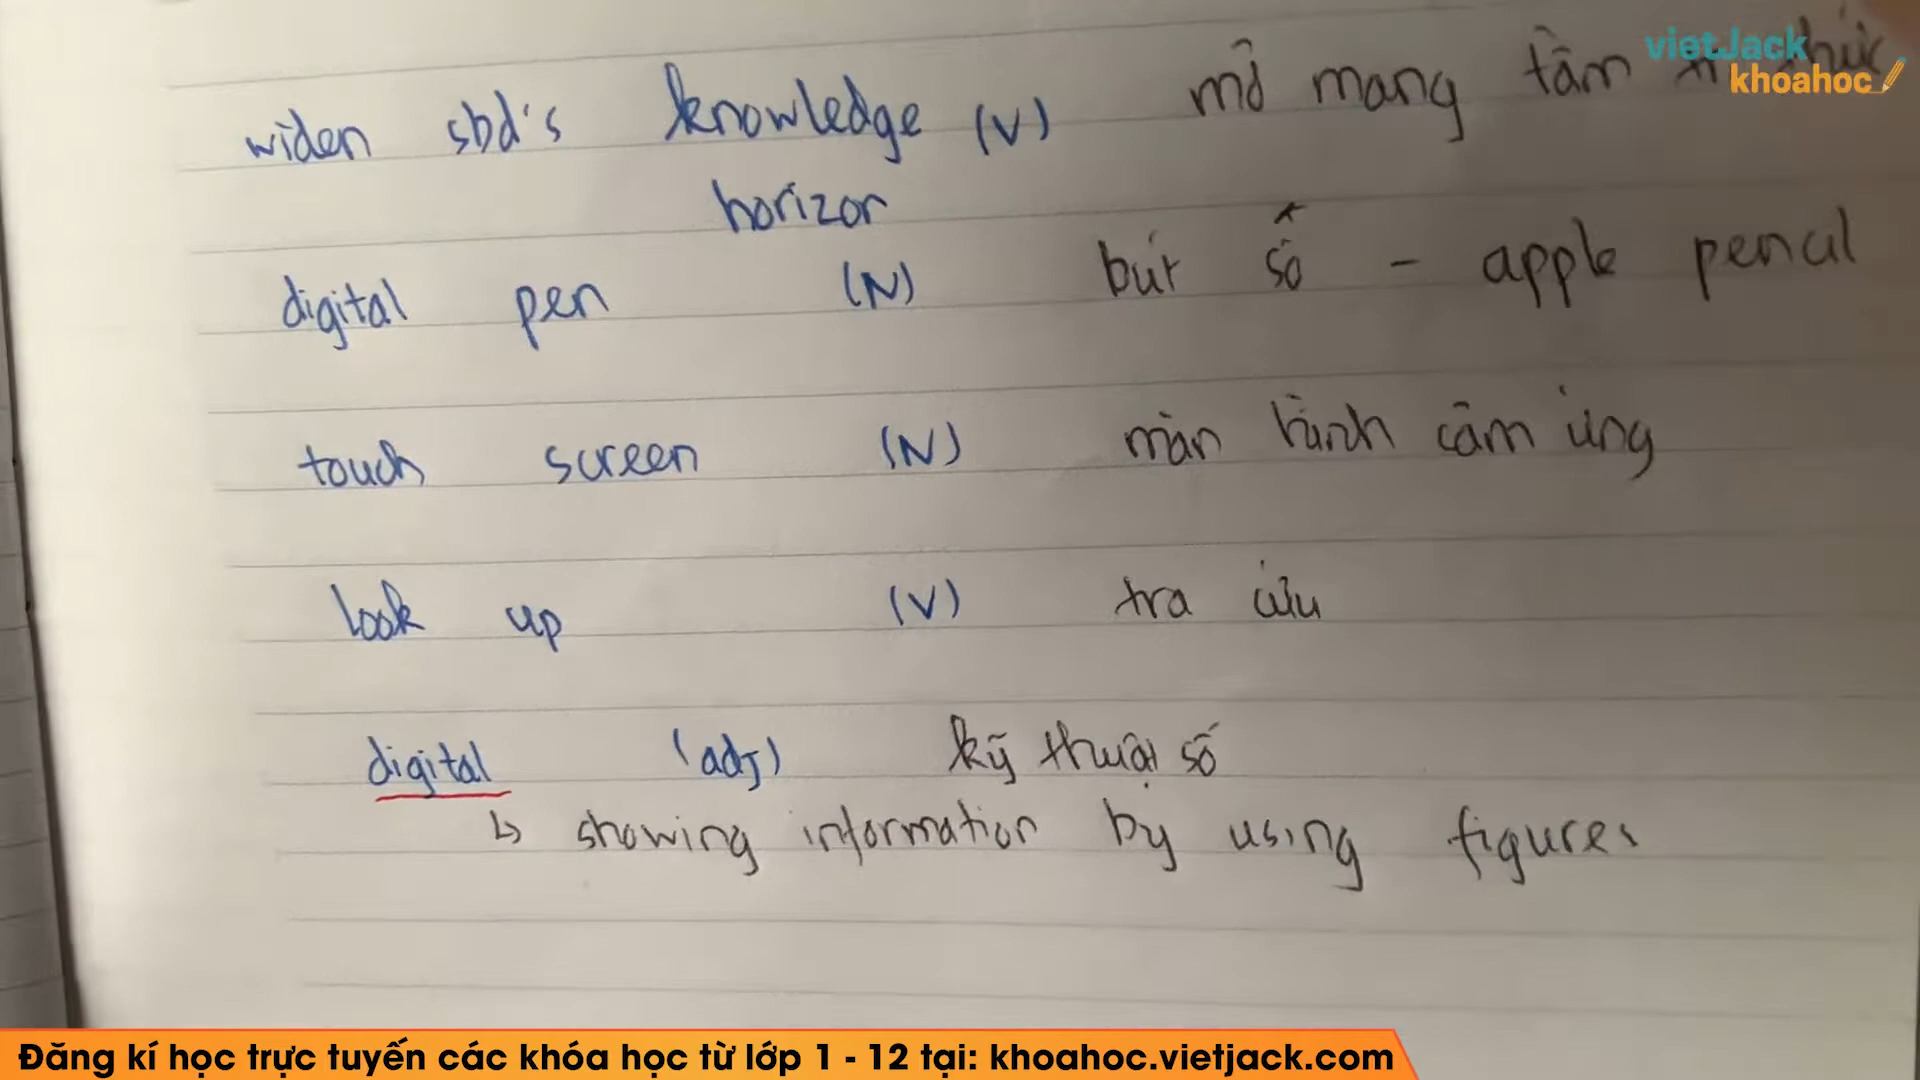 vietJack
khoahoc
widen sbd's knowledge (V) mở mang tầm
horizon
digital pen (N) bút số - apple pencil
touch screen (N) màn hình cảm ứng
look up (V) tra cứu
digital (adj) kỹ thuật số
↳ showing information by using figures
Đăng kí học trực tuyến các khóa học từ lớp 1 - 12 tại: khoahoc.vietjack.com